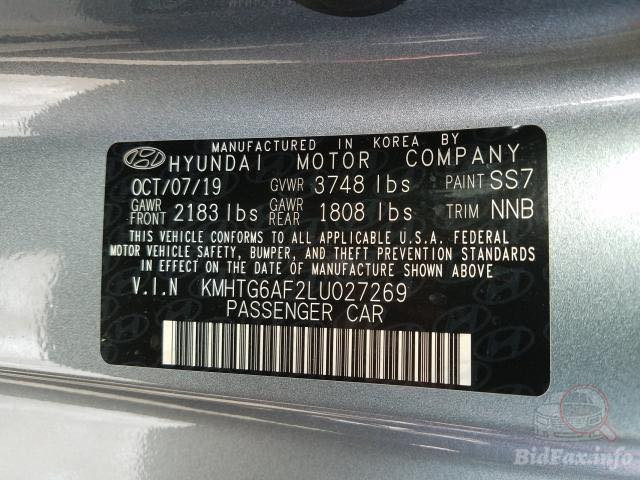 MANUFACTURED IN KOREA BY
HYUNDAI MOTOR COMPANY
OCT/07/19 GVWR 3748 lbs PAINT SS7
GAWR FRONT 2183 lbs GAWR REAR 1808 lbs TRIM NNB
THIS VEHICLE CONFORMS TO ALL APPLICABLE U.S.A. FEDERAL
MOTOR VEHICLE SAFETY, BUMPER, AND THEFT PREVENTION STANDARDS
IN EFFECT ON THE DATE OF MANUFACTURE SHOWN ABOVE
V.I.N KMHTG6AF2LU027269
PASSENGER CAR
BidFax.info